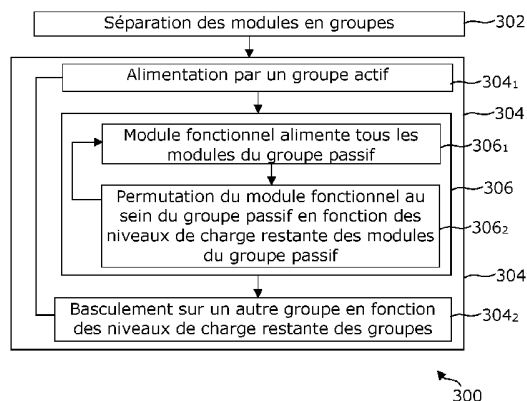 Séparation des modules en groupes
302
Alimentation par un groupe actif
304₁
304
Module fonctionnel alimente tous les
modules du groupe passif
306₁
306
Permutation du module fonctionnel au
sein du groupe passif en fonction des
niveaux de charge restante des modules
du groupe passif
306₂
304
Basculement sur un autre groupe en fonction
des niveaux de charge restante des groupes
304₂
300